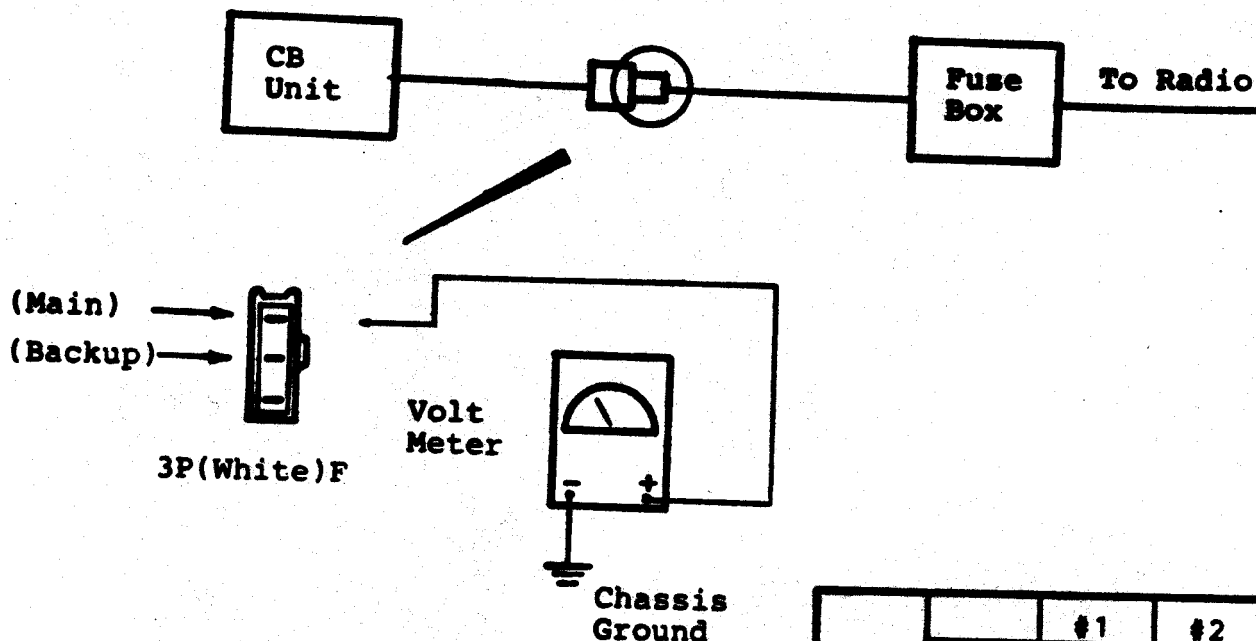 CB
Unit
Fuse
Box
To Radio
(Main)
(Backup)
3P(White)F
Volt
Meter
- +
Chassis
Ground
#1 #2